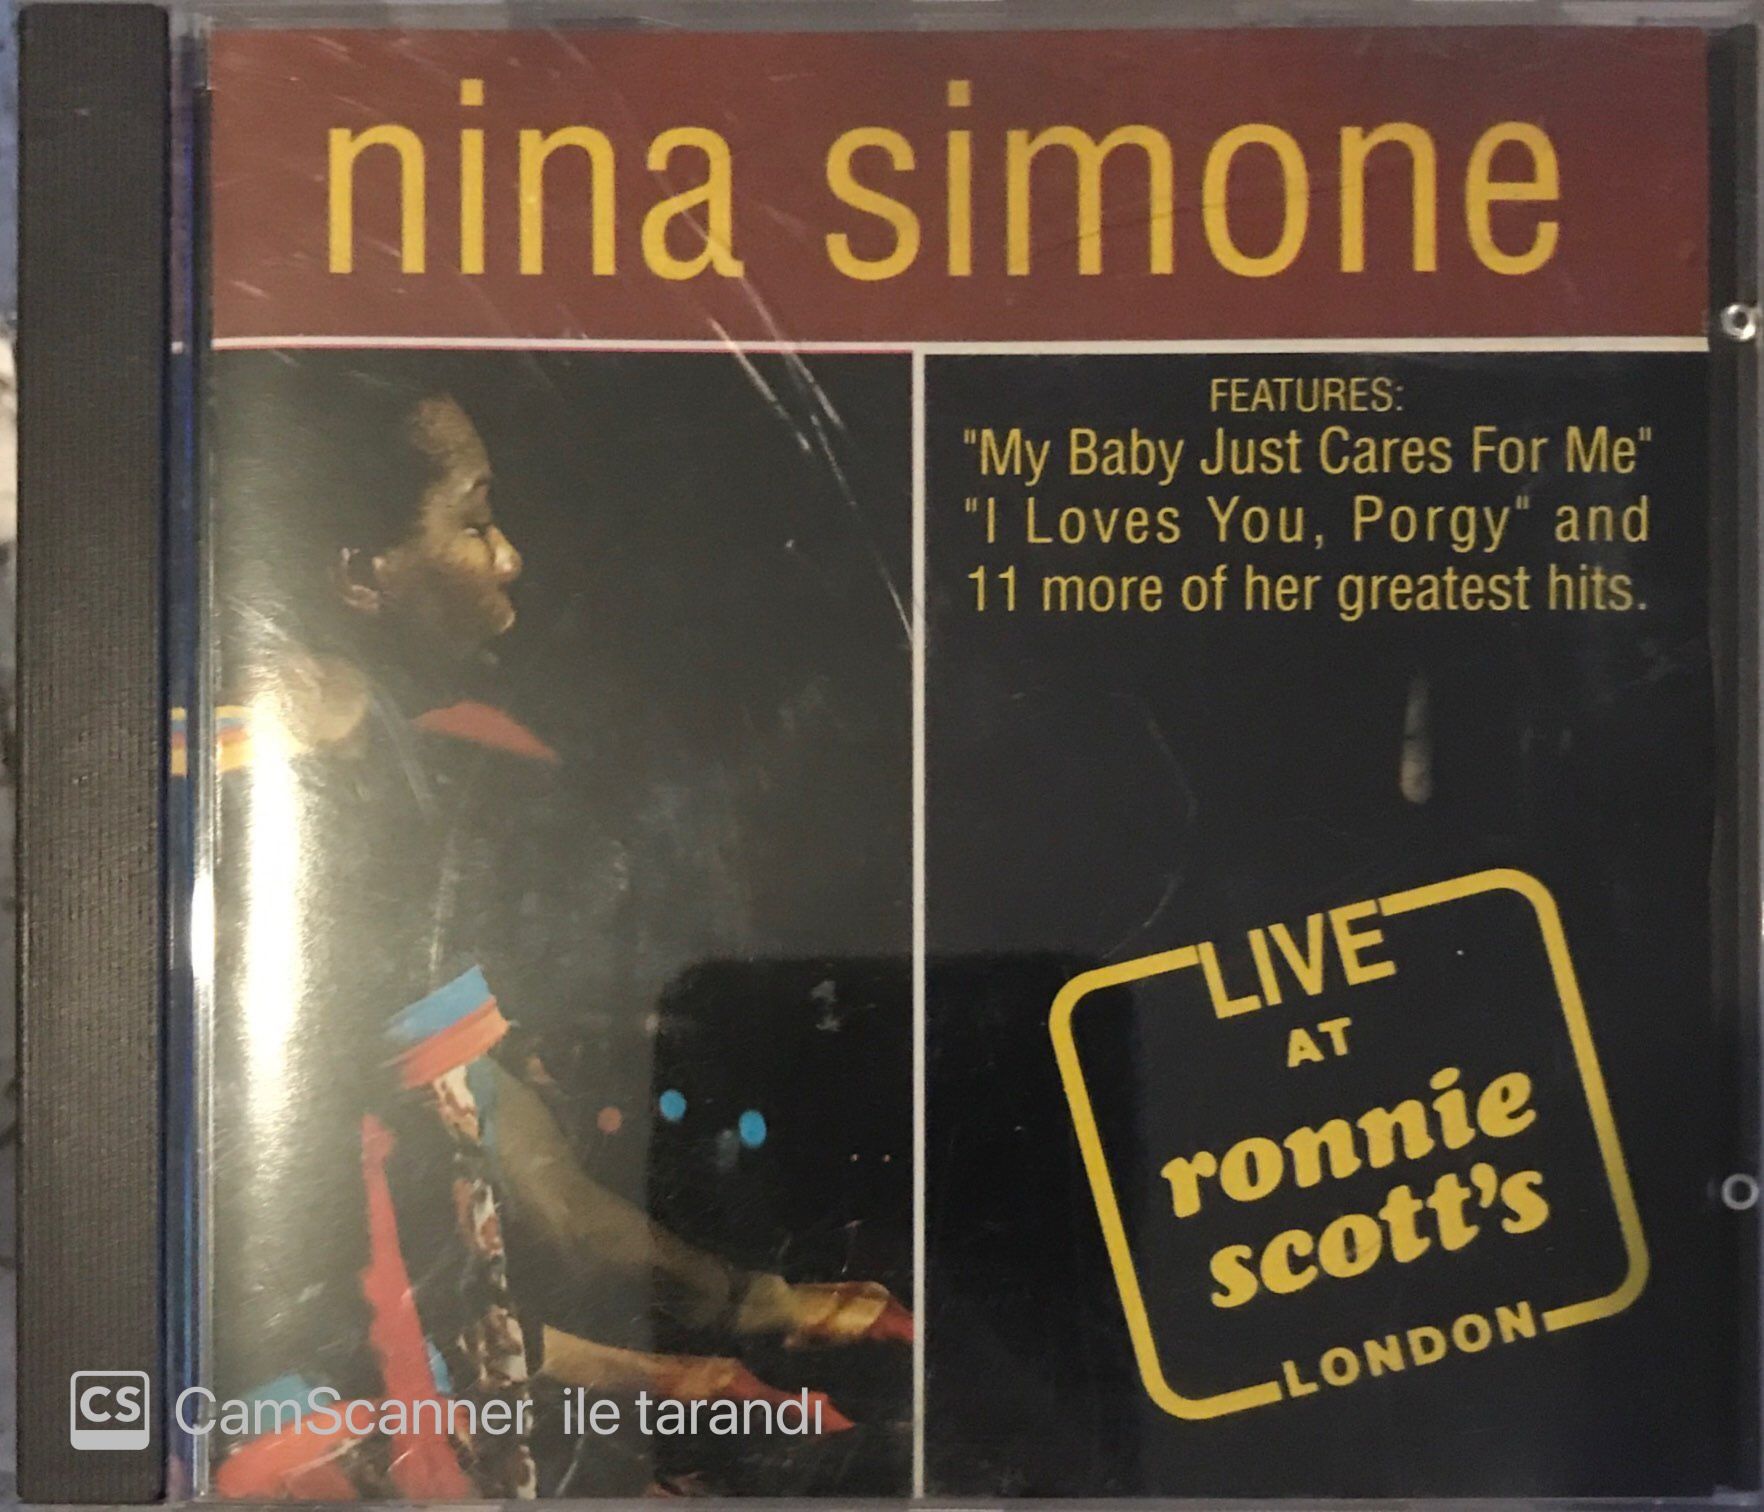 nina simone
FEATURES:
"My Baby Just Cares For Me"
"I Loves You, Porgy" and
11 more of her greatest hits.
LIVE
AT
ronnie
scott's
LONDON
CS CamScanner ile tarandı